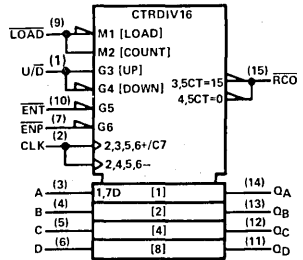 CTRDIV16
LOAD (9) M1 [LOAD]
M2 [COUNT]
U/D (1) G3 [UP] 3,5CT=15 (15) RCO
G4 [DOWN] 4,5CT=0
ENT (10) G5
ENP (7) G6
CLK (2) 2,3,5,6+/C7
2,4,5,6−
A (3) 1,7D [1] (14) QA
B (4) [2] (13) QB
C (5) [4] (12) QC
D (6) [8] (11) QD